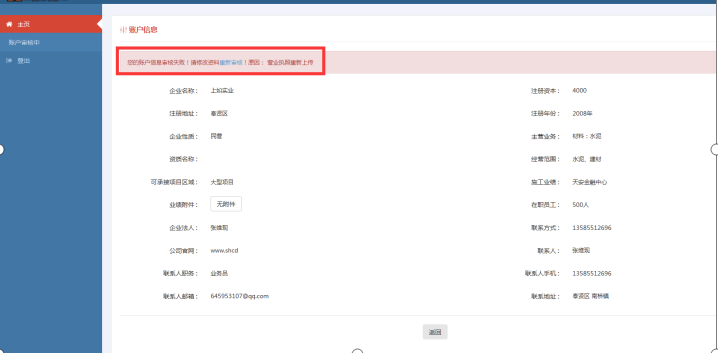 主页
账户审核中
登出
账户信息
您的账户信息审核失败！请修改资料重新审核！原因： 营业执照重新上传
企业名称： 上如实业 注册资本： 4000
注册地址： 奉贤区 注册年份： 2008年
企业性质： 民营 主营业务： 材料：水泥
资质名称： 经营范围： 水泥、建材
可承接项目区域： 大型项目 施工业绩： 天安金融中心
业绩附件： 无附件 在职员工： 500人
企业法人： 张维现 联系方式： 13585512696
公司官网： www.shcd 联系人： 张维现
联系人职务： 业务员 联系人手机： 13585512696
联系人邮箱： 645953107@qq.com 联系地址： 奉贤区 南桥镇
返回